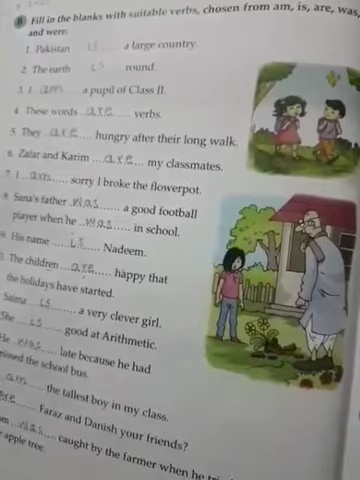 Fill in the blanks with suitable verbs, chosen from am, is, are, was,
and were:
1. Pakistan is a large country.
2. The earth is round.
3. I am a pupil of Class II.
4. These words are verbs.
5. They are hungry after their long walk.
6. Zafar and Karim are my classmates.
7. I am sorry I broke the flowerpot.
Sana's father was a good football
player when he was in school.
His name is Nadeem.
The children are happy that
the holidays have started.
Saima is a very clever girl.
She is good at Arithmetic.
He was late because he had
missed the school bus.
am the tallest boy in my class.
are Faraz and Danish your friends?
was caught by the farmer when he
apple tree.